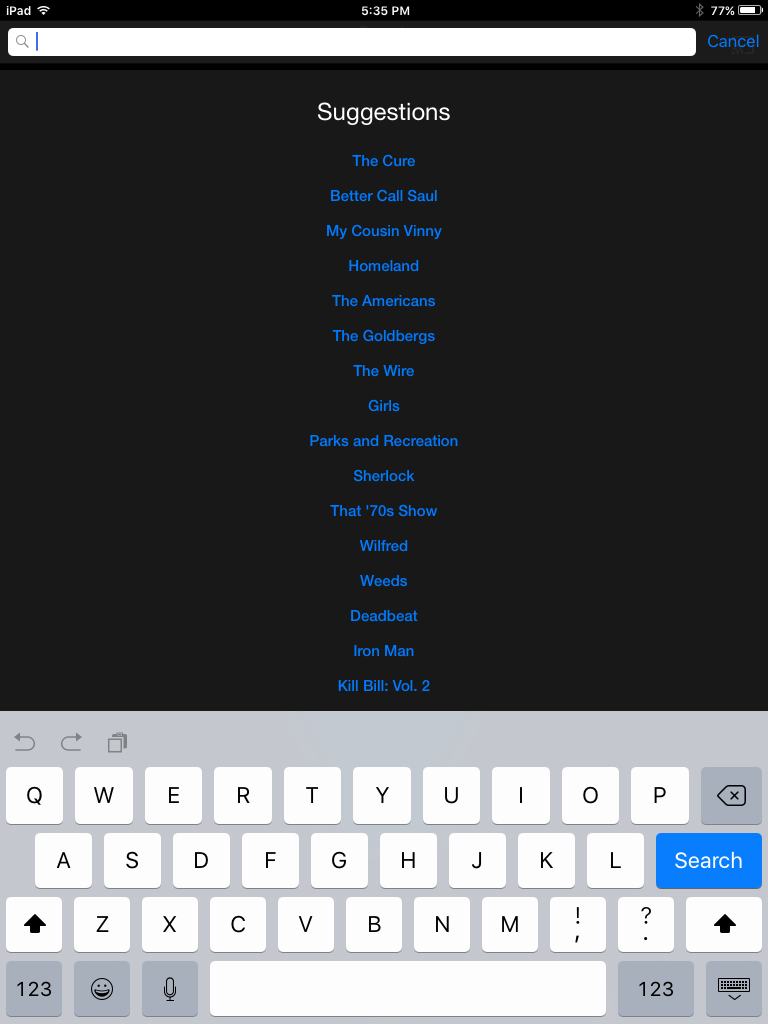 iPad 5:35 PM 77%
Cancel
Suggestions
The Cure
Better Call Saul
My Cousin Vinny
Homeland
The Americans
The Goldbergs
The Wire
Girls
Parks and Recreation
Sherlock
That '70s Show
Wilfred
Weeds
Deadbeat
Iron Man
Kill Bill: Vol. 2
Q W E R T Y U I O P
A S D F G H J K L Search
Z X C V B N M ! , ? .
123 123